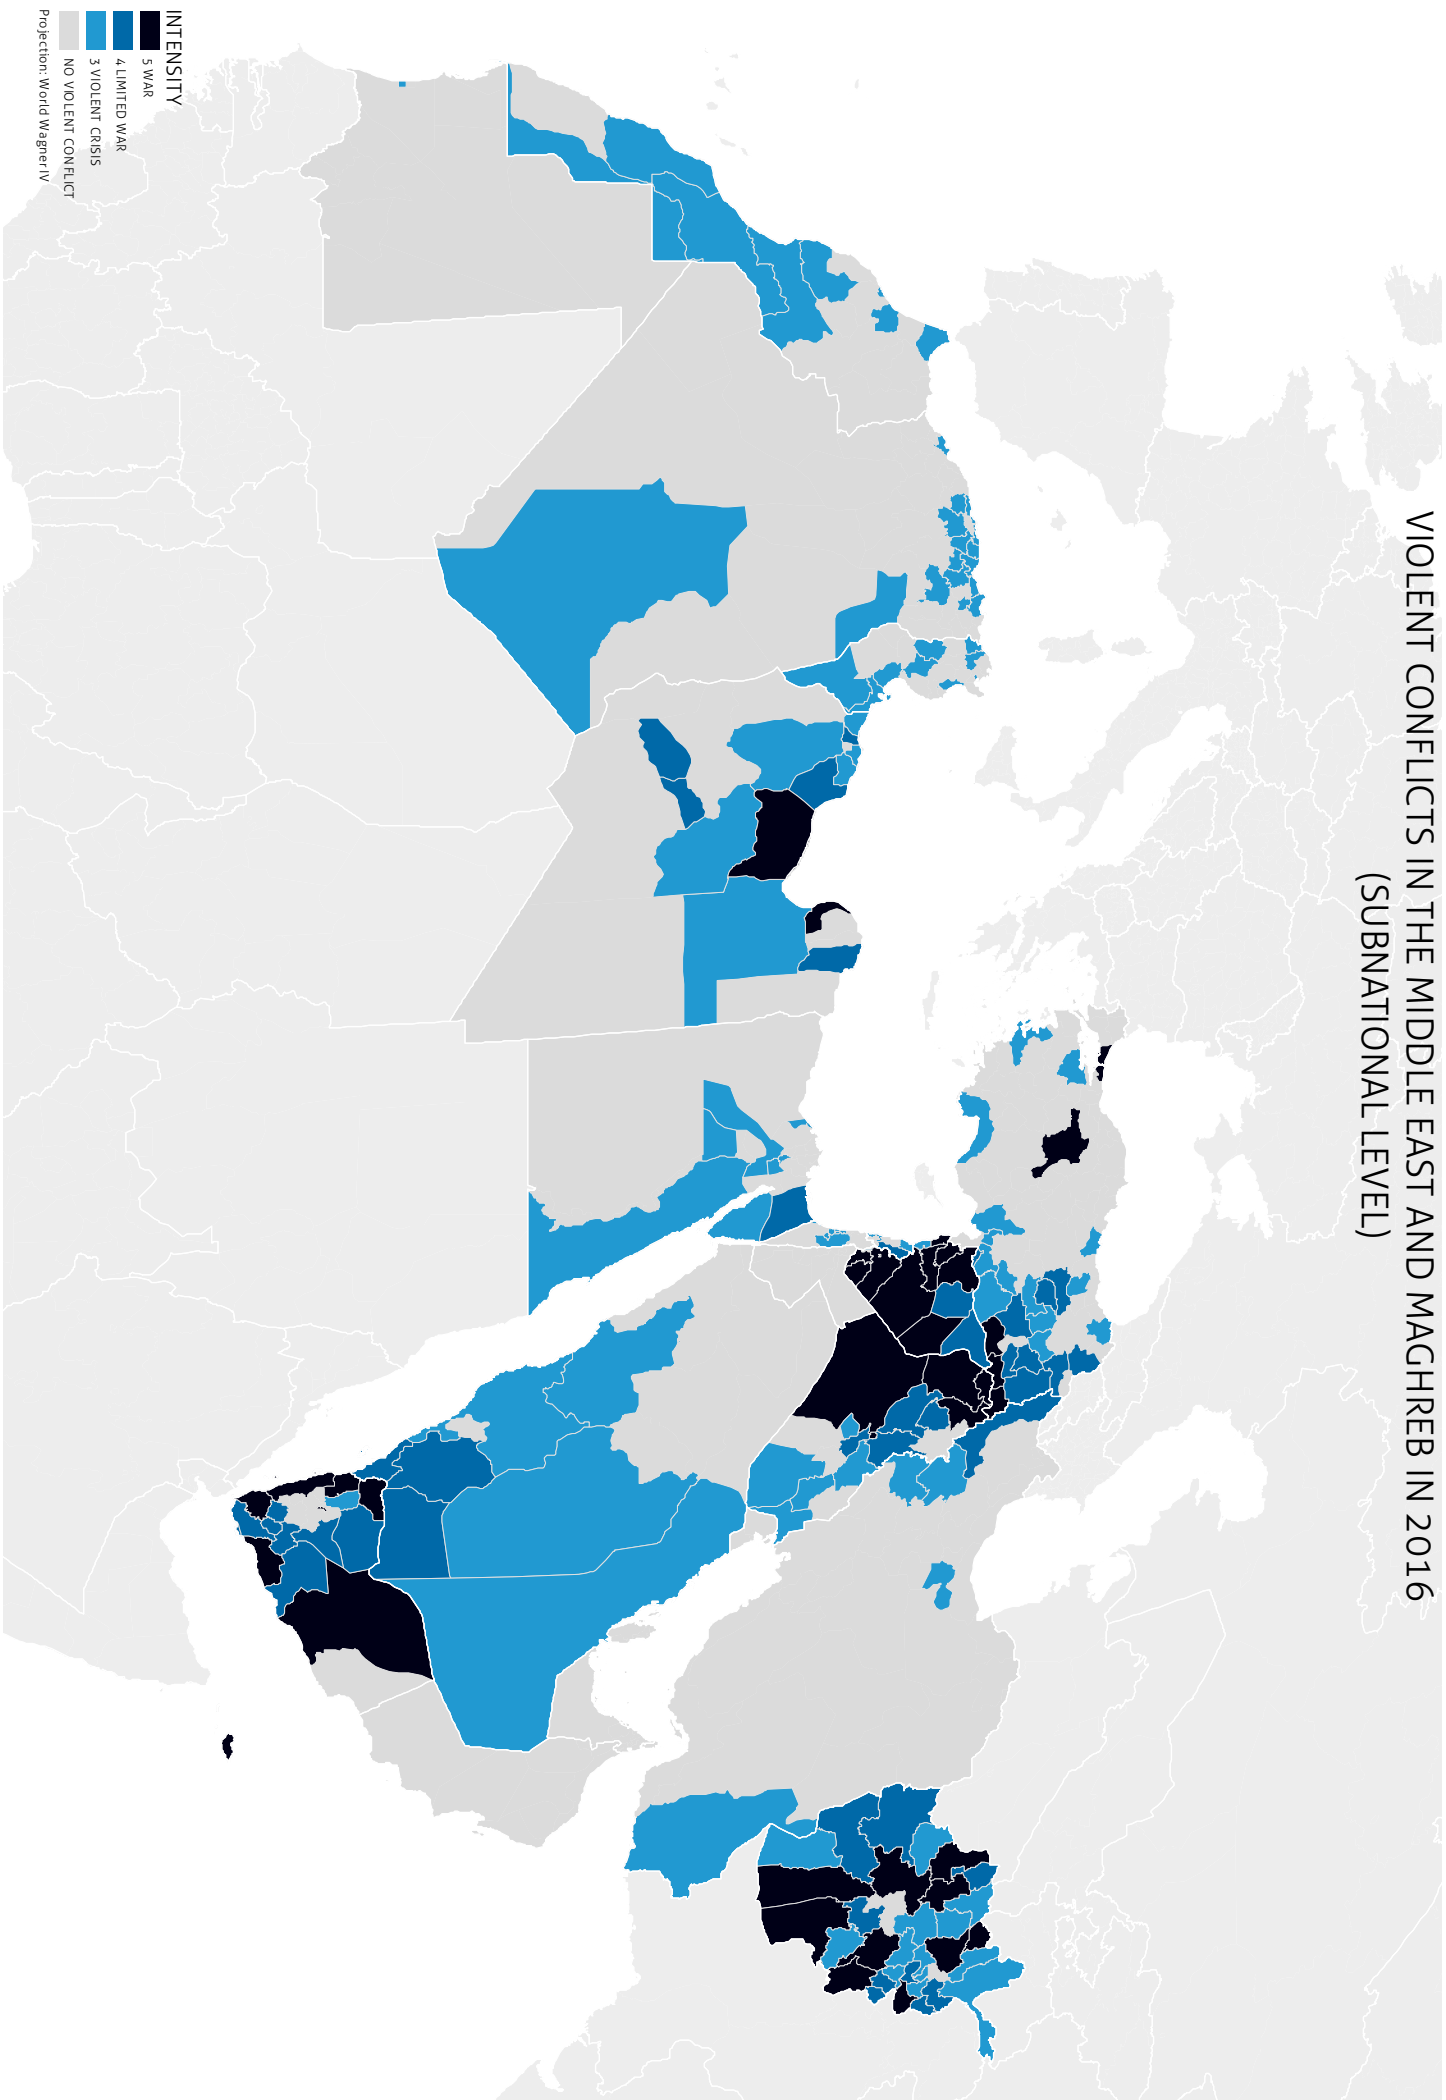 VIOLENT CONFLICTS IN THE MIDDLE EAST AND MAGHREB IN 2016
(SUBNATIONAL LEVEL)
INTENSITY
5 WAR
4 LIMITED WAR
3 VIOLENT CRISIS
NO VIOLENT CONFLICT
Projection: World Wagner IV